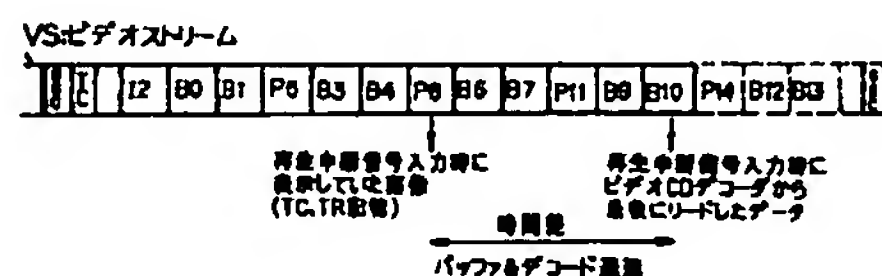 VS:ビデオストリーム
I2 B0 B1 P5 B3 B4 P8 B6 B7 P11 B9 B10 P14 B12 B13
再生中断信号入力時に
表示していた画像
(TC,TR記憶)
再生中断信号入力時に
ビデオCDデコーダから
最後にリードしたデータ
時間差
バッファ&デコード遅延